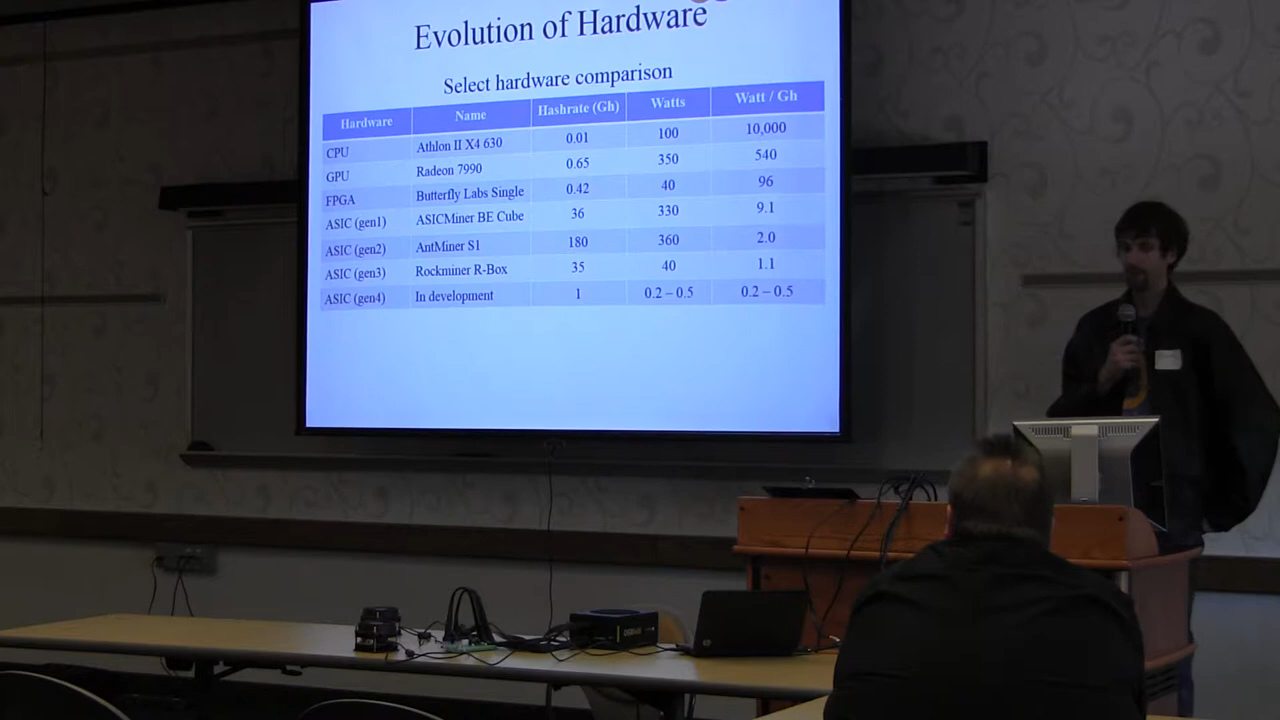 Evolution of Hardware
Select hardware comparison
Hardware Name Hashrate (Gh) Watts Watt / Gh
CPU Athlon II X4 630 0.01 100 10,000
GPU Radeon 7990 0.65 350 540
FPGA Butterfly Labs Single 0.42 40 96
ASIC (gen1) ASICMiner BE Cube 36 330 9.1
ASIC (gen2) AntMiner S1 180 360 2.0
ASIC (gen3) Rockminer R-Box 35 40 1.1
ASIC (gen4) In development 1 0.2 – 0.5 0.2 – 0.5